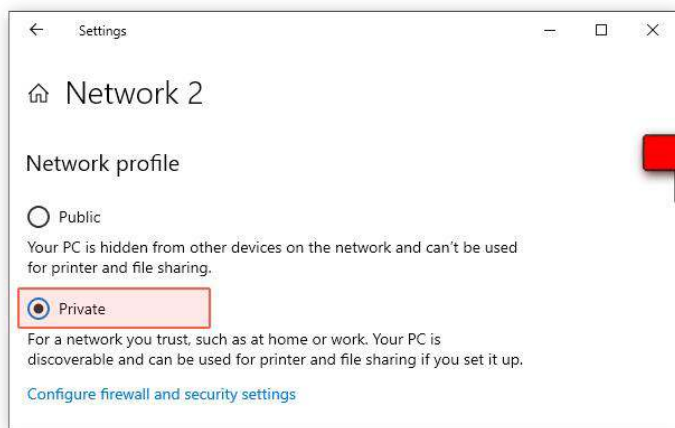 Settings
Network 2
Network profile
Public
Your PC is hidden from other devices on the network and can't be used
for printer and file sharing.
Private
For a network you trust, such as at home or work. Your PC is
discoverable and can be used for printer and file sharing if you set it up.
Configure firewall and security settings